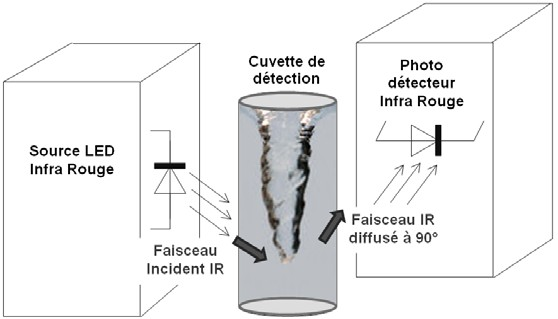 Source LED
Infra Rouge
Faisceau
Incident IR
Cuvette de
détection
Photo
détecteur
Infra Rouge
Faisceau IR
diffusé à 90°